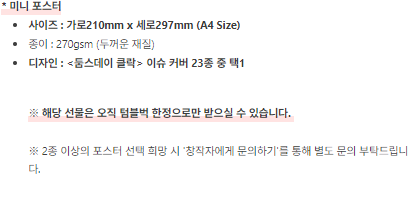 * 미니 포스터
• 사이즈 : 가로210mm x 세로297mm (A4 Size)
• 종이 : 270gsm (두꺼운 재질)
• 디자인 : <둠스데이 클락> 이슈 커버 23종 중 택1
※ 해당 선물은 오직 텀블벅 한정으로만 받으실 수 있습니다.
※ 2종 이상의 포스터 선택 희망 시 '창작자에게 문의하기'를 통해 별도 문의 부탁드립니
다.